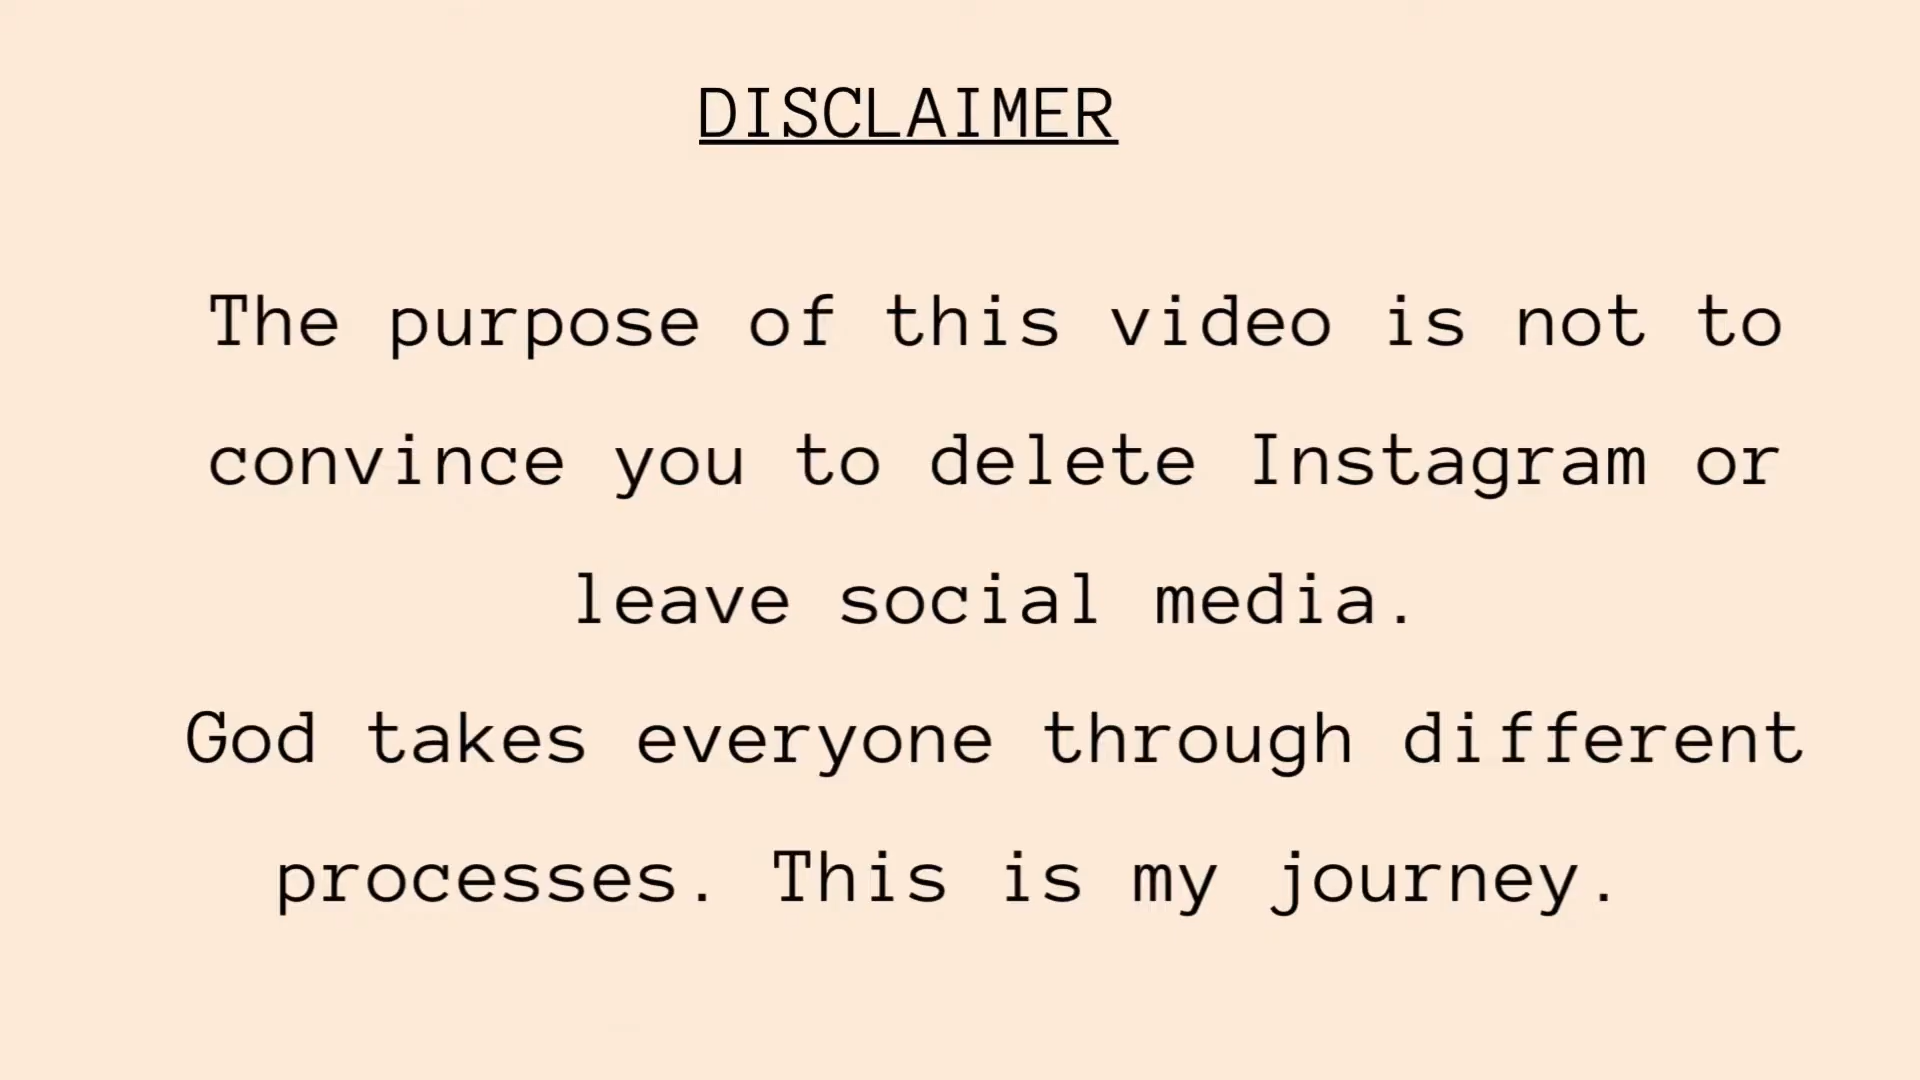 DISCLAIMER
The purpose of this video is not to
convince you to delete Instagram or
leave social media.
God takes everyone through different
processes. This is my journey.